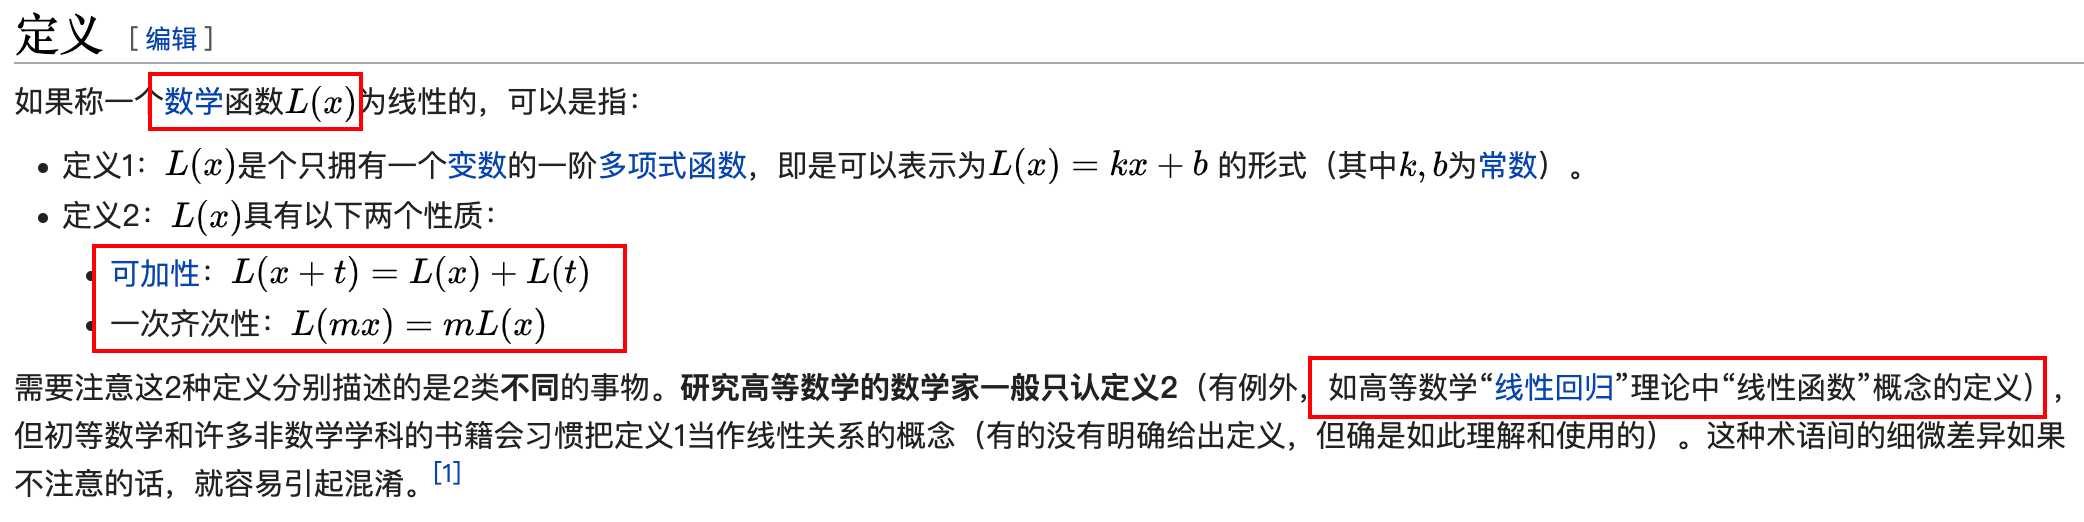 定义 [编辑]
如果称一个数学函数L(x)为线性的，可以是指：
• 定义1：L(x)是个只拥有一个变数的一阶多项式函数，即是可以表示为L(x) = kx + b 的形式（其中k, b为常数）。
• 定义2：L(x)具有以下两个性质：
• 可加性：L(x + t) = L(x) + L(t)
• 一次齐次性：L(mx) = mL(x)
需要注意这2种定义分别描述的是2类不同的事物。研究高等数学的数学家一般只认定义2（有例外，如高等数学“线性回归”理论中“线性函数”概念的定义），
但初等数学和许多非数学学科的书籍会习惯把定义1当作线性关系的概念（有的没有明确给出定义，但确是如此理解和使用的）。这种术语间的细微差异如果
不注意的话，就容易引起混淆。[1]